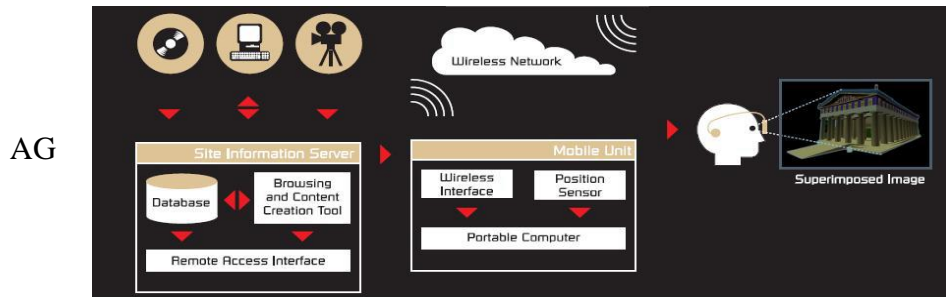 AG
Wireless Network
Site Information Server
Database
Browsing
and Content
Creation Tool
Remote Access Interface
Mobile Unit
Wireless
Interface
Position
Sensor
Portable Computer
Superimposed Image